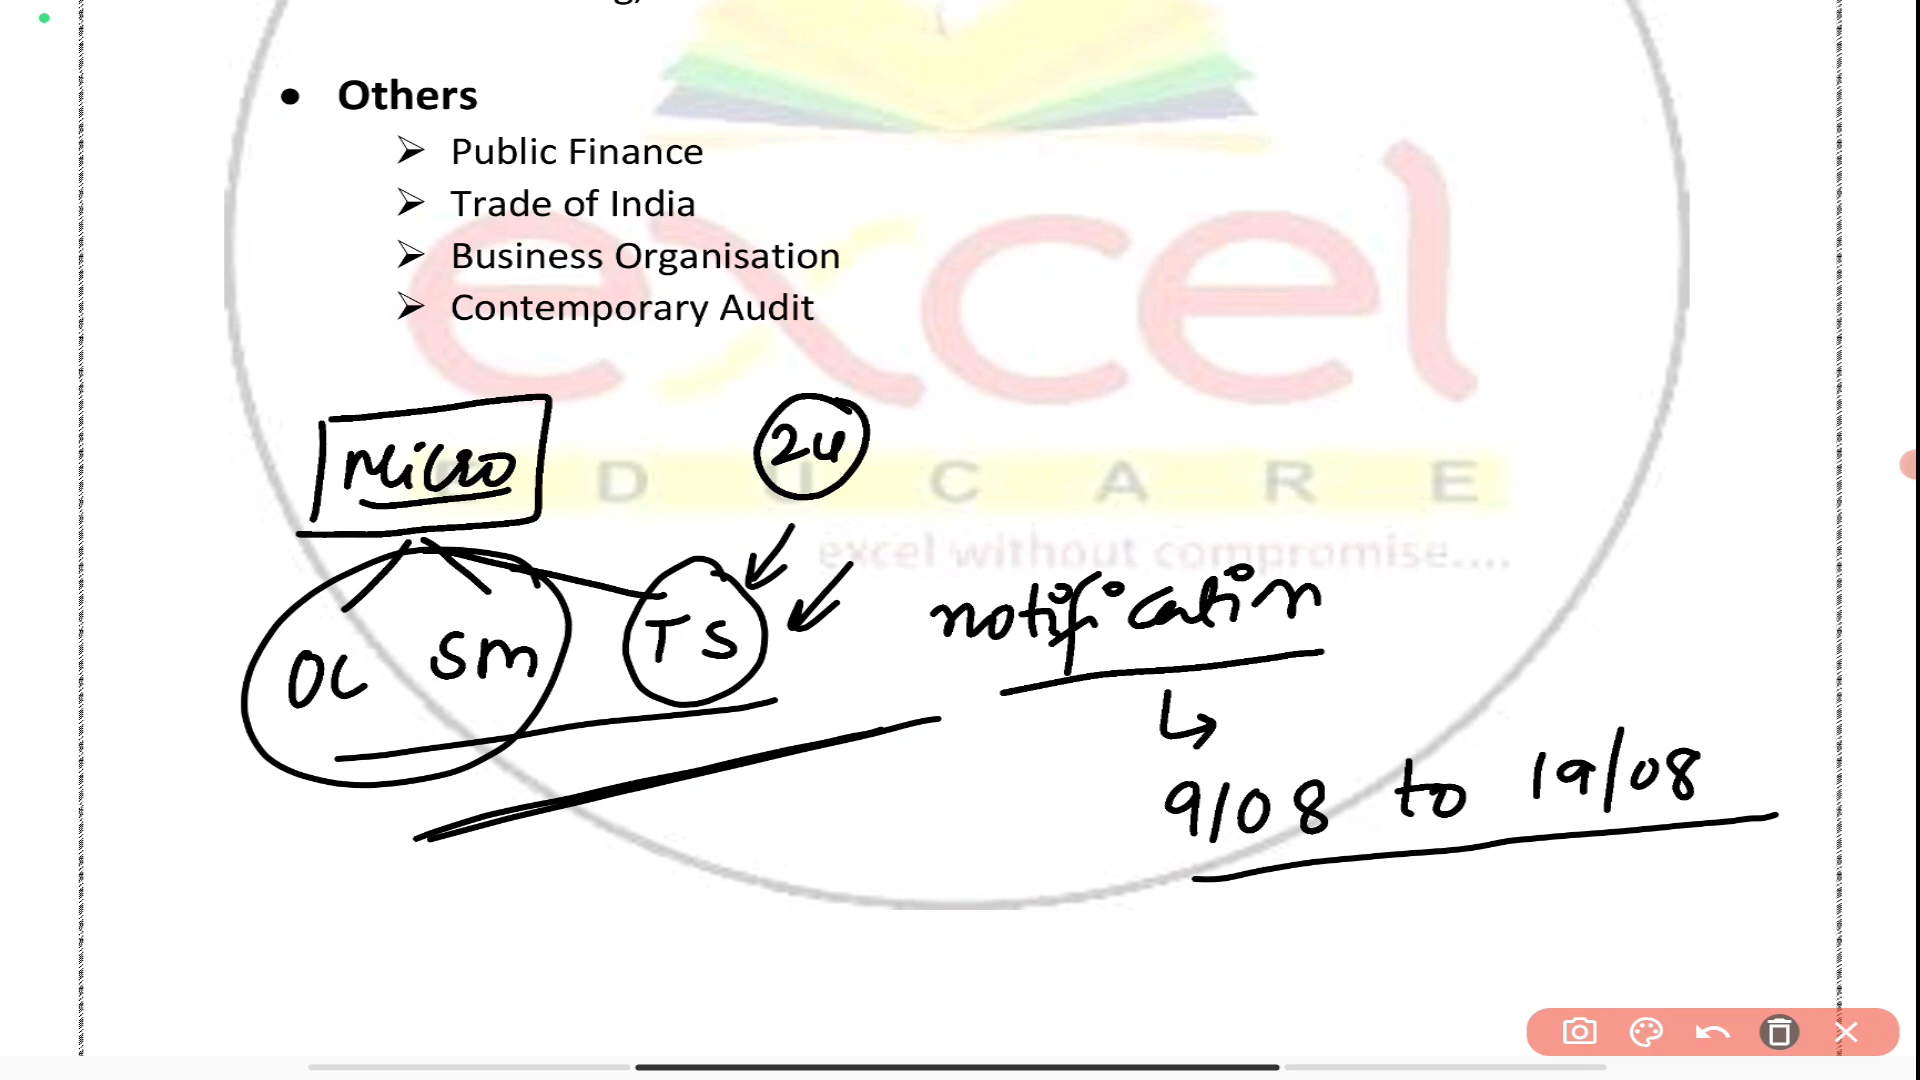 • Others
➢ Public Finance
➢ Trade of India
➢ Business Organisation
➢ Contemporary Audit
excel
EDUCARE
excel without compromise....
Micro
24
OC SM TS
notification
↳
9/08 to 19/08